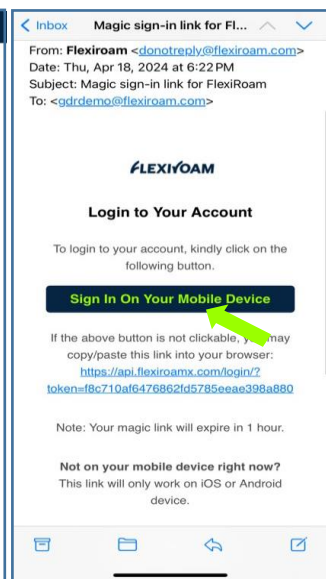 Inbox Magic sign-in link for Fl...
From: Flexiroam <donotreply@flexiroam.com>
Date: Thu, Apr 18, 2024 at 6:22 PM
Subject: Magic sign-in link for FlexiRoam
To: <gdrdemo@flexiroam.com>
FLEXIROAM
Login to Your Account
To login to your account, kindly click on the
following button.
Sign In On Your Mobile Device
If the above button is not clickable, may
copy/paste this link into your browser:
https://api.flexiroamx.com/login/?
token=f8c710af6476862fd5785eeae398a880
Note: Your magic link will expire in 1 hour.
Not on your mobile device right now?
This link will only work on iOS or Android
device.